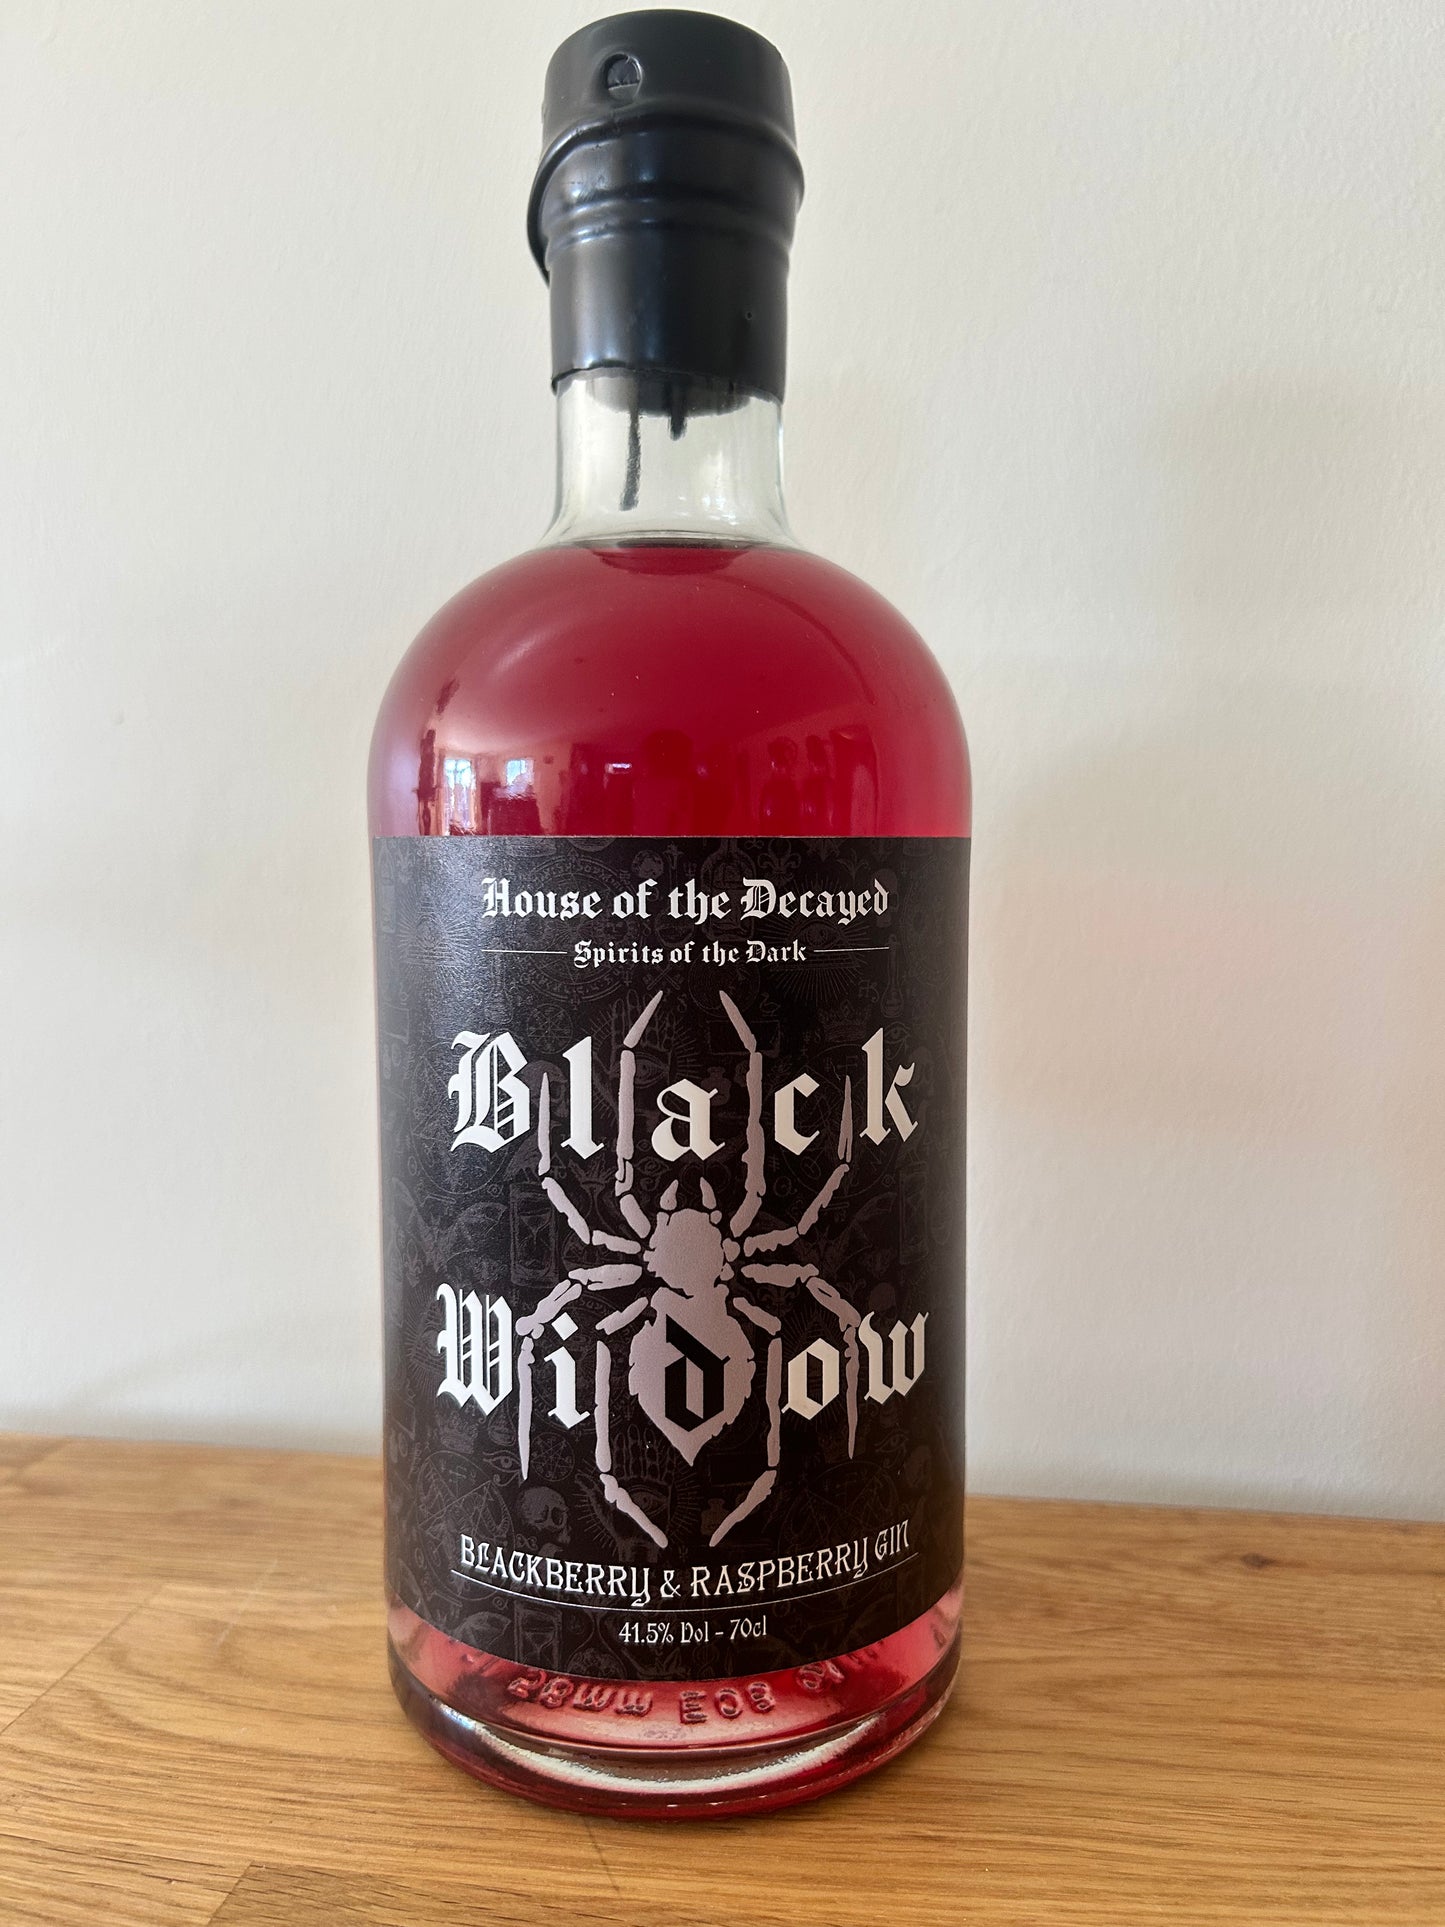 House of the Decayed
Spirits of the Dark
Black
Widow
BLACKBERRY & RASPBERRY GIN
41.5% Vol - 70cl